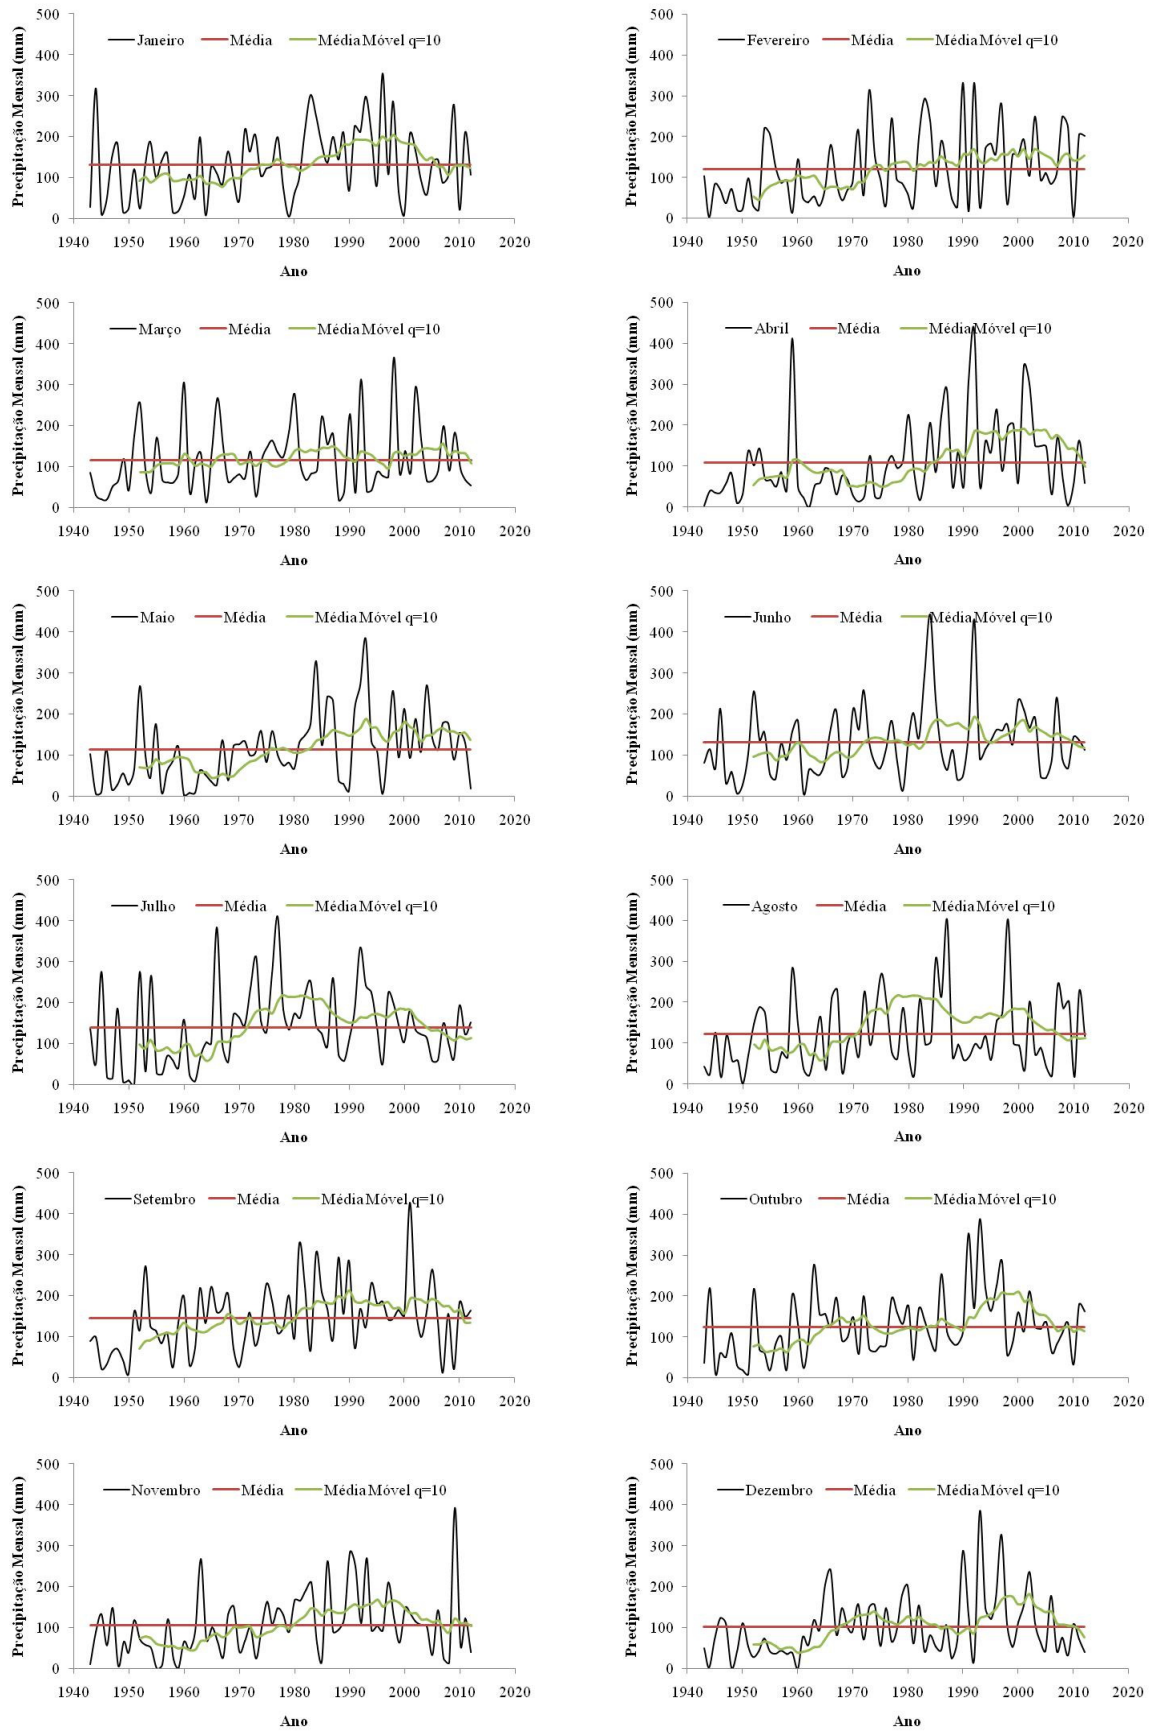 Precipitação Mensal (mm)
Janeiro Média Média Móvel q=10
500
400
300
200
100
0
1940 1950 1960 1970 1980 1990 2000 2010 2020
Ano
Precipitação Mensal (mm)
Fevereiro Média Média Móvel q=10
500
400
300
200
100
0
1940 1950 1960 1970 1980 1990 2000 2010 2020
Ano
Precipitação Mensal (mm)
Março Média Média Móvel q=10
500
400
300
200
100
0
1940 1950 1960 1970 1980 1990 2000 2010 2020
Ano
Precipitação Mensal (mm)
Abril Média Média Móvel q=10
500
400
300
200
100
0
1940 1950 1960 1970 1980 1990 2000 2010 2020
Ano
Precipitação Mensal (mm)
Maio Média Média Móvel q=10
500
400
300
200
100
0
1940 1950 1960 1970 1980 1990 2000 2010 2020
Ano
Precipitação Mensal (mm)
Junho Média Média Móvel q=10
500
400
300
200
100
0
1940 1950 1960 1970 1980 1990 2000 2010 2020
Ano
Precipitação Mensal (mm)
Julho Média Média Móvel q=10
500
400
300
200
100
0
1940 1950 1960 1970 1980 1990 2000 2010 2020
Ano
Precipitação Mensal (mm)
Agosto Média Média Móvel q=10
500
400
300
200
100
0
1940 1950 1960 1970 1980 1990 2000 2010 2020
Ano
Precipitação Mensal (mm)
Setembro Média Média Móvel q=10
500
400
300
200
100
0
1940 1950 1960 1970 1980 1990 2000 2010 2020
Ano
Precipitação Mensal (mm)
Outubro Média Média Móvel q=10
500
400
300
200
100
0
1940 1950 1960 1970 1980 1990 2000 2010 2020
Ano
Precipitação Mensal (mm)
Novembro Média Média Móvel q=10
500
400
300
200
100
0
1940 1950 1960 1970 1980 1990 2000 2010 2020
Ano
Precipitação Mensal (mm)
Dezembro Média Média Móvel q=10
500
400
300
200
100
0
1940 1950 1960 1970 1980 1990 2000 2010 2020
Ano